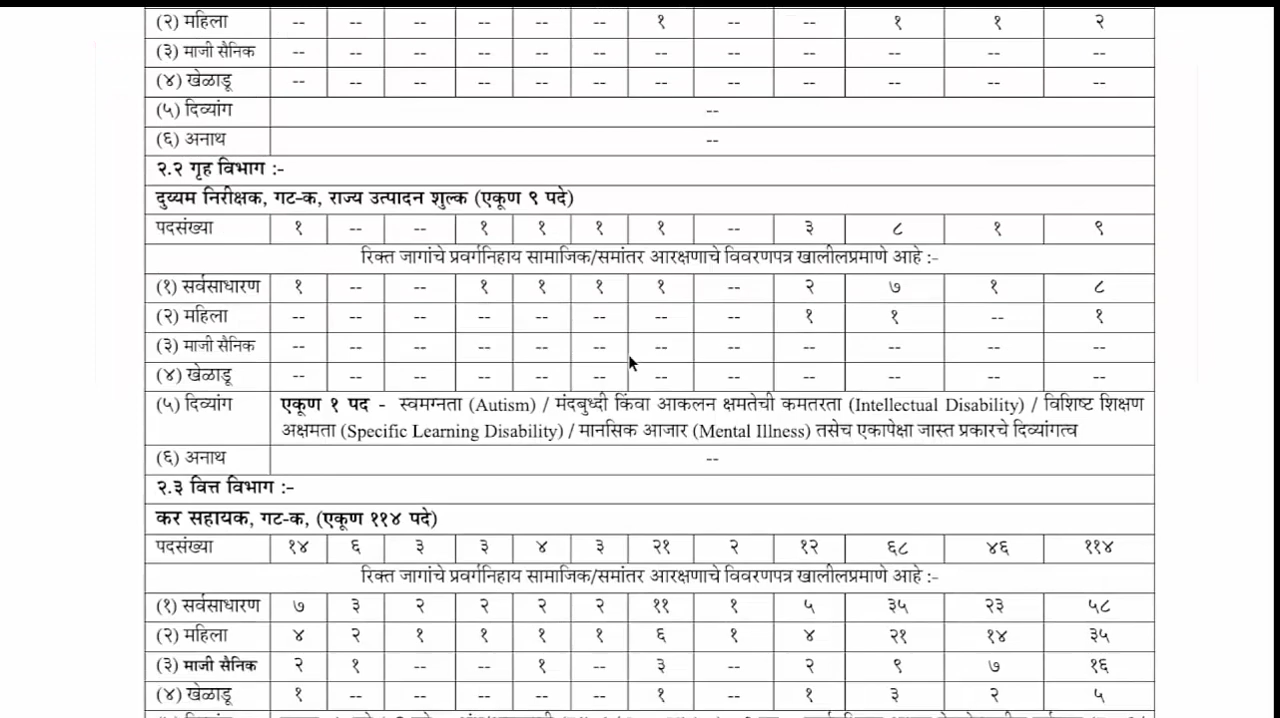 (२) महिला -- -- -- -- -- -- १ -- -- १ १ २
(३) माजी सैनिक -- -- -- -- -- -- -- -- -- -- -- --
(४) खेळाडू -- -- -- -- -- -- -- -- -- -- -- --
(५) दिव्यांग --
(६) अनाथ --
२.२ गृह विभाग :-
दुय्यम निरीक्षक, गट-क, राज्य उत्पादन शुल्क (एकूण ९ पदे)
पदसंख्या १ -- -- १ १ १ १ -- ३ ८ १ ९
रिक्त जागांचे प्रवर्गनिहाय सामाजिक/समांतर आरक्षणाचे विवरणपत्र खालीलप्रमाणे आहे :-
(१) सर्वसाधारण १ -- -- १ १ १ १ -- २ ७ १ ८
(२) महिला -- -- -- -- -- -- -- -- १ १ -- १
(३) माजी सैनिक -- -- -- -- -- -- -- -- -- -- -- --
(४) खेळाडू -- -- -- -- -- -- -- -- -- -- -- --
(५) दिव्यांग एकूण १ पद - स्वमग्नता (Autism) / मंदबुध्दी किंवा आकलन क्षमतेची कमतरता (Intellectual Disability) / विशिष्ट शिक्षण
अक्षमता (Specific Learning Disability) / मानसिक आजार (Mental Illness) तसेच एकापेक्षा जास्त प्रकारचे दिव्यांगत्व
(६) अनाथ --
२.३ वित्त विभाग :-
कर सहायक, गट-क, (एकूण ११४ पदे)
पदसंख्या १४ ६ ३ ३ ४ ३ २१ २ १२ ६८ ४६ ११४
रिक्त जागांचे प्रवर्गनिहाय सामाजिक/समांतर आरक्षणाचे विवरणपत्र खालीलप्रमाणे आहे :-
(१) सर्वसाधारण ७ ३ २ २ २ २ ११ १ ५ ३५ २३ ५८
(२) महिला ४ २ १ १ १ १ ६ १ ४ २१ १४ ३५
(३) माजी सैनिक २ १ -- -- १ -- ३ -- २ ९ ७ १६
(४) खेळाडू १ -- -- -- -- -- १ -- १ ३ २ ५